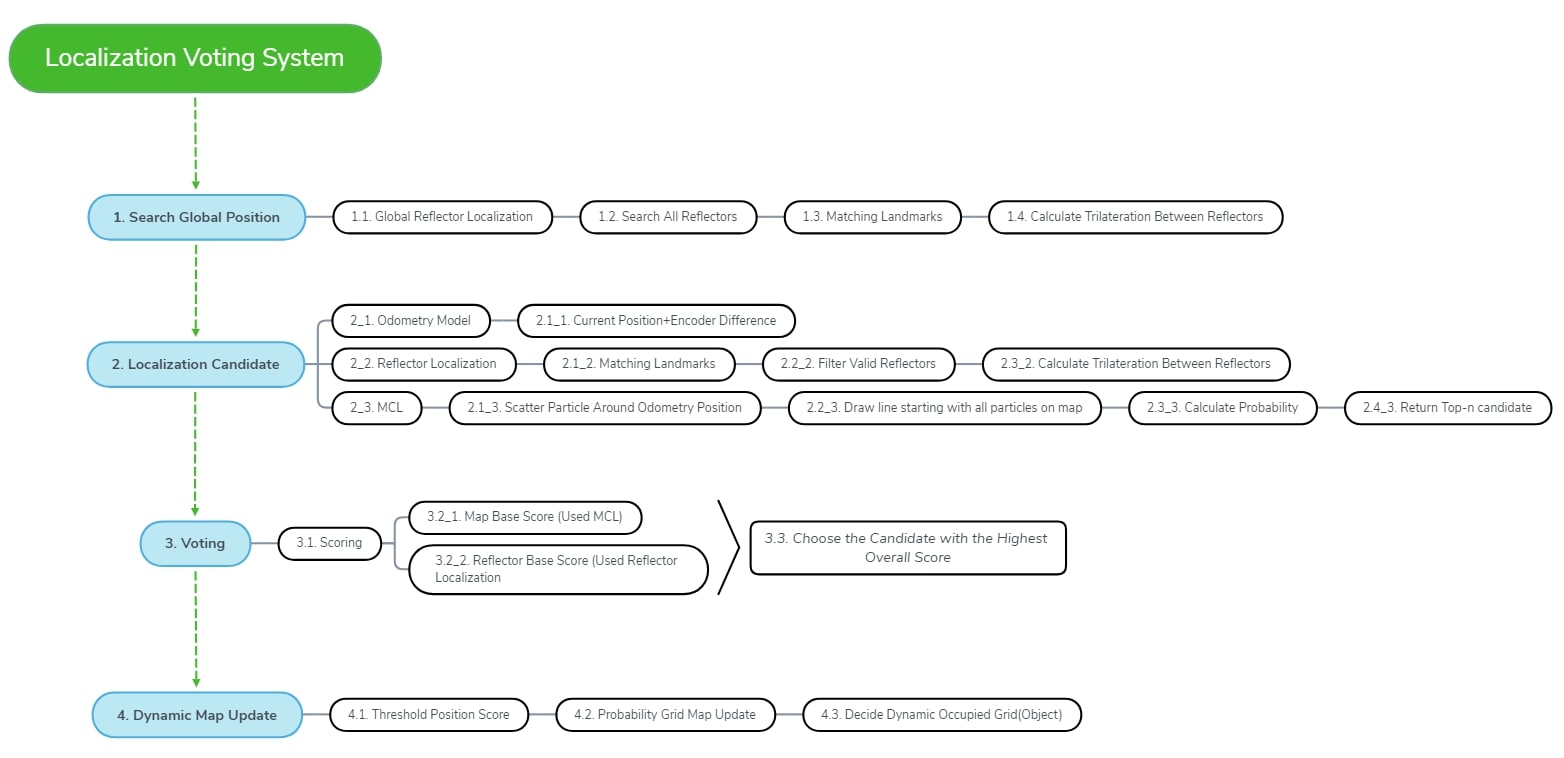 Localization Voting System
1. Search Global Position
1.1. Global Reflector Localization
1.2. Search All Reflectors
1.3. Matching Landmarks
1.4. Calculate Trilateration Between Reflectors
2. Localization Candidate
2_1. Odometry Model
2.1_1. Current Position+Encoder Difference
2_2. Reflector Localization
2.1_2. Matching Landmarks
2.2_2. Filter Valid Reflectors
2.3_2. Calculate Trilateration Between Reflectors
2_3. MCL
2.1_3. Scatter Particle Around Odometry Position
2.2_3. Draw line starting with all particles on map
2.3_3. Calculate Probability
2.4_3. Return Top-n candidate
3. Voting
3.1. Scoring
3.2_1. Map Base Score (Used MCL)
3.2_2. Reflector Base Score (Used Reflector
Localization
3.3. Choose the Candidate with the Highest
Overall Score
4. Dynamic Map Update
4.1. Threshold Position Score
4.2. Probability Grid Map Update
4.3. Decide Dynamic Occupied Grid(Object)